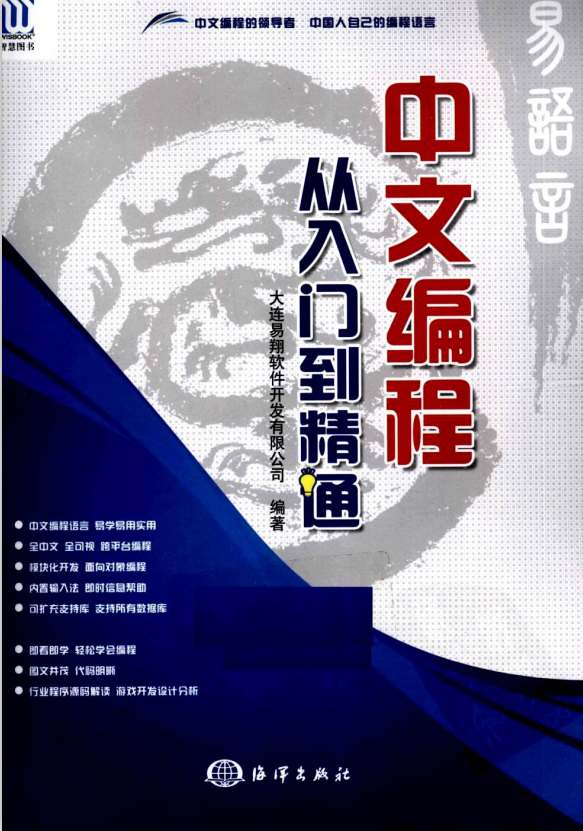 WISBOOK
智慧图书
中文编程的领导者 中国人自己的编程语言
易語言
中文编程
从入门到精通
大连易翔软件开发有限公司 编著
中文编程语言 易学易用实用
全中文 全可视 跨平台编程
模块化开发 面向对象编程
内置输入法 即时信息帮助
可扩充支持库 支持所有数据库
即看即学 轻松学会编程
图文并茂 代码明晰
行业程序源码解读 游戏开发设计分析
海洋出版社